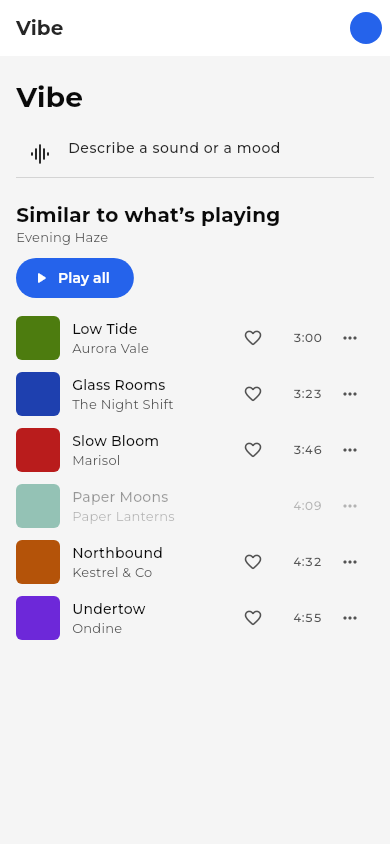 Vibe
Vibe
Describe a sound or a mood
Similar to what’s playing
Evening Haze
Play all
Low Tide
Aurora Vale
3:00
Glass Rooms
The Night Shift
3:23
Slow Bloom
Marisol
3:46
Paper Moons
Paper Lanterns
4:09
Northbound
Kestrel & Co
4:32
Undertow
Ondine
4:55